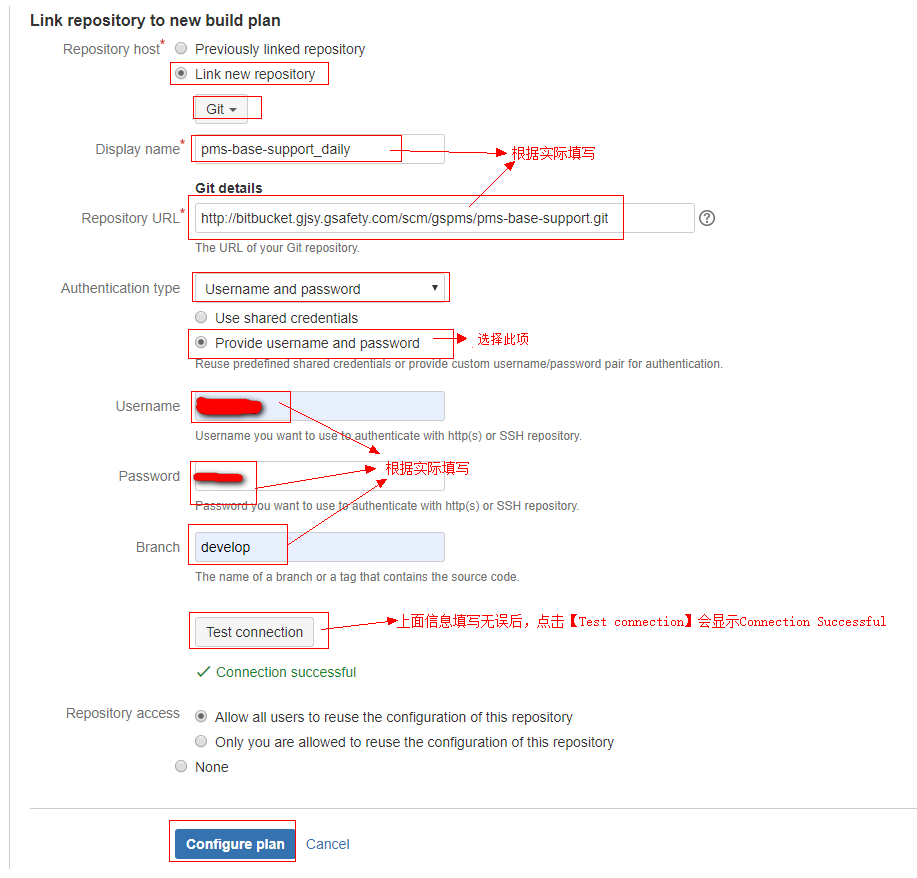 Link repository to new build plan
Repository host* Previously linked repository
Link new repository
Git
Display name* pms-base-support_daily 根据实际填写
Git details
Repository URL* http://bitbucket.gjsy.gsafety.com/scm/gspms/pms-base-support.git ?
The URL of your Git repository.
Authentication type Username and password
Use shared credentials
Provide username and password 选择此项
Reuse predefined shared credentials or provide custom username/password pair for authentication.
Username
Username you want to use to authenticate with http(s) or SSH repository.
Password 根据实际填写
Password you want to use to authenticate with http(s) or SSH repository.
Branch develop
The name of a branch or a tag that contains the source code.
Test connection 上面信息填写无误后，点击【Test connection】会显示Connection Successful
Connection successful
Repository access Allow all users to reuse the configuration of this repository
Only you are allowed to reuse the configuration of this repository
None
Configure plan Cancel